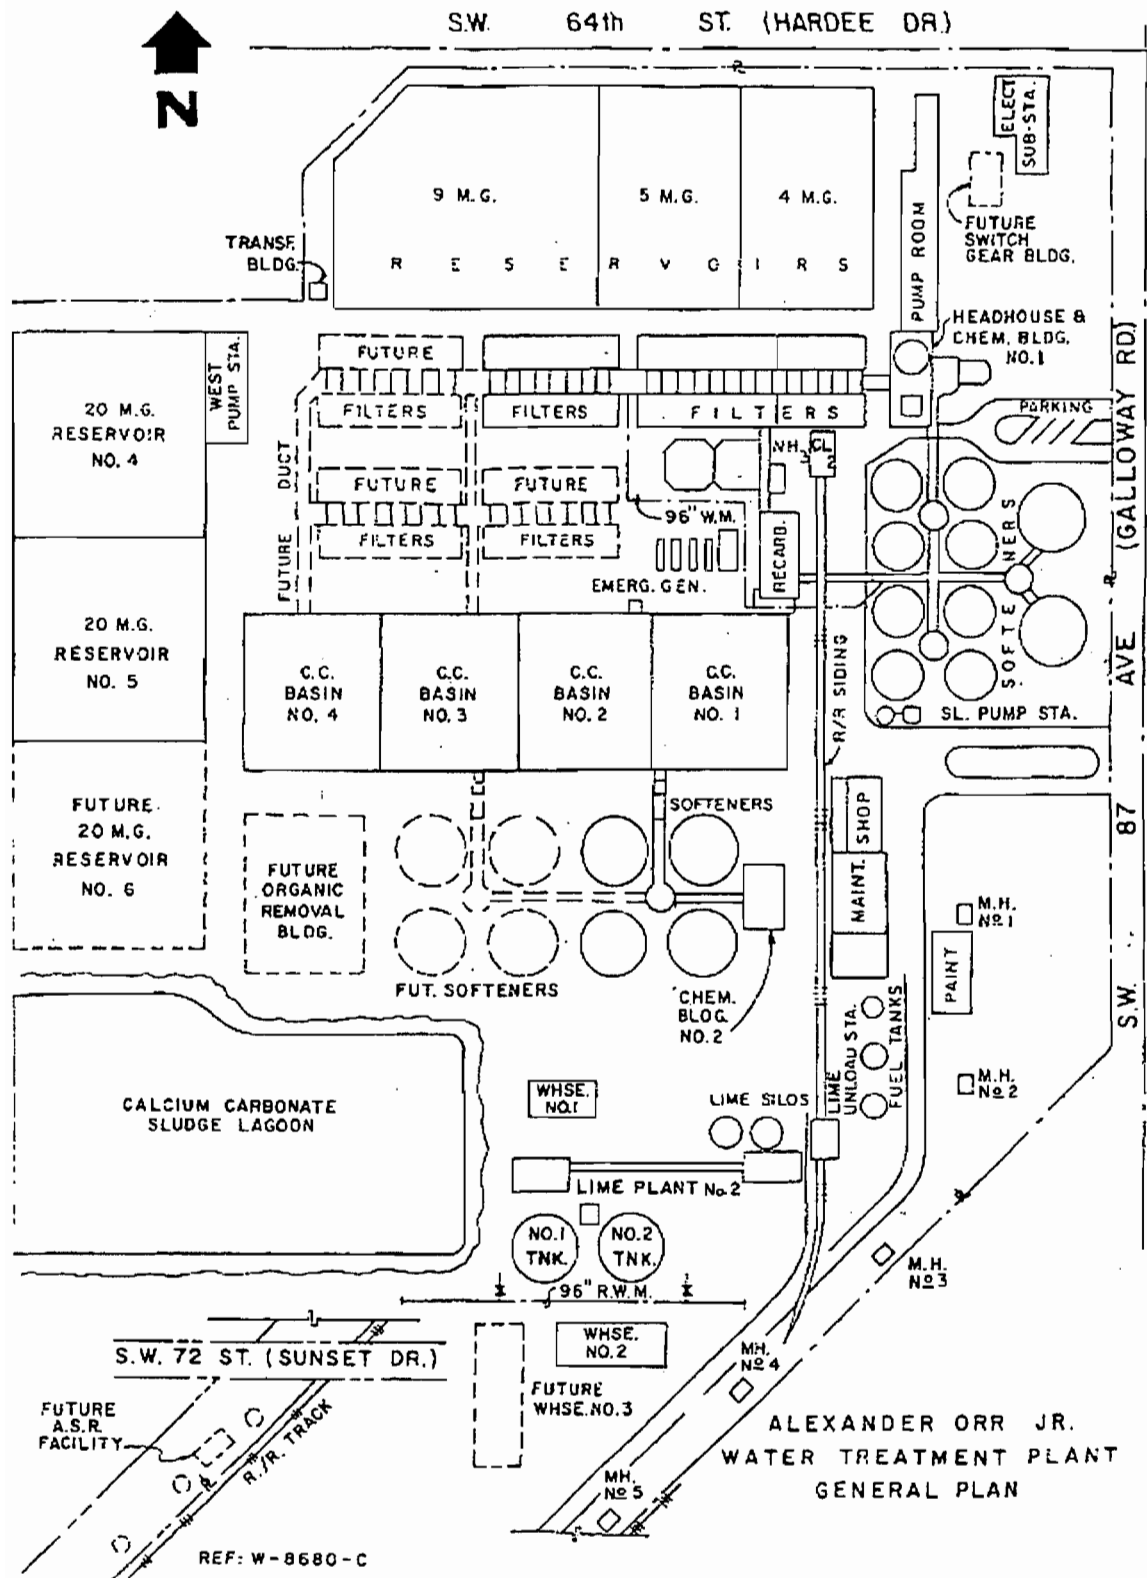 S.W. 64th ST. (HARDEE DR.)
N
ELECT
SUB-STA.
9 M.G.
5 M.G.
4 M.G.
RESERVOIRS
TRANSF.
BLDG.
PUMP ROOM
FUTURE
SWITCH
GEAR BLDG.
HEADHOUSE &
CHEM. BLDG.
NO.1
WEST
PUMP STA.
20 M.G.
RESERVOIR
NO. 4
FUTURE
FILTERS
FILTERS
FILTERS
PARKING
S.W. 87 AVE (GALLOWAY RD.)
FUTURE DUCT
FUTURE
FILTERS
FUTURE
FILTERS
NH3
CL2
96" W.M.
RECARB.
EMERG. GEN.
SOFTENERS
20 M.G.
RESERVOIR
NO. 5
C.C.
BASIN
NO. 4
C.C.
BASIN
NO. 3
C.C.
BASIN
NO. 2
C.C.
BASIN
NO. 1
R/R SIDING
SL. PUMP STA.
FUTURE
20 M.G.
RESERVOIR
NO. 6
SOFTENERS
SHOP
MAINT.
FUTURE
ORGANIC
REMOVAL
BLDG.
FUT. SOFTENERS
CHEM.
BLDG.
NO. 2
M.H.
No 1
PAINT
M.H.
No 2
LIME
UNLOAD STA.
FUEL TANKS
CALCIUM CARBONATE
SLUDGE LAGOON
WHSE.
NO.1
LIME SILOS
LIME PLANT No.2
NO.1
TNK.
NO.2
TNK.
M.H.
No 3
96" R.W.M.
S.W. 72 ST. (SUNSET DR.)
WHSE.
NO.2
MH.
No 4
FUTURE
WHSE.NO.3
FUTURE
A.S.R.
FACILITY
R./R. TRACK
MH.
No 5
ALEXANDER ORR JR.
WATER TREATMENT PLANT
GENERAL PLAN
REF: W-8680-C